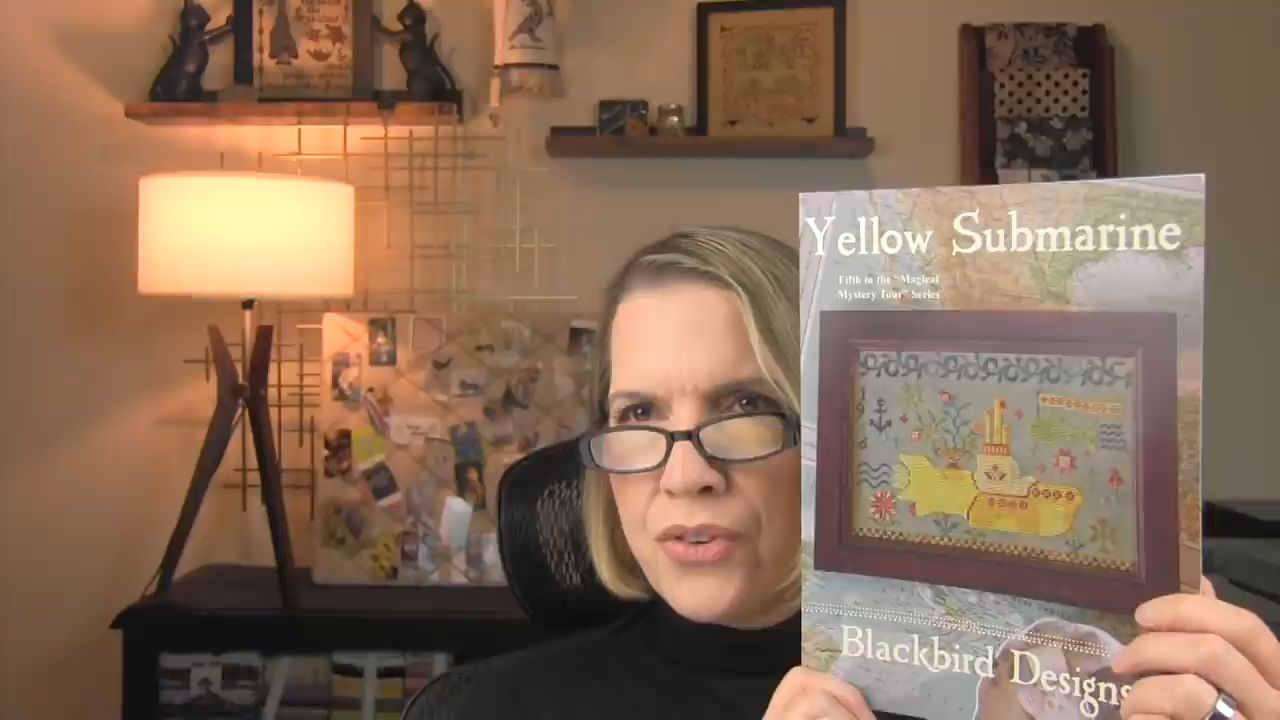 Yellow Submarine
Fifth in the "Magical
Mystery Tour" Series
Blackbird Designs